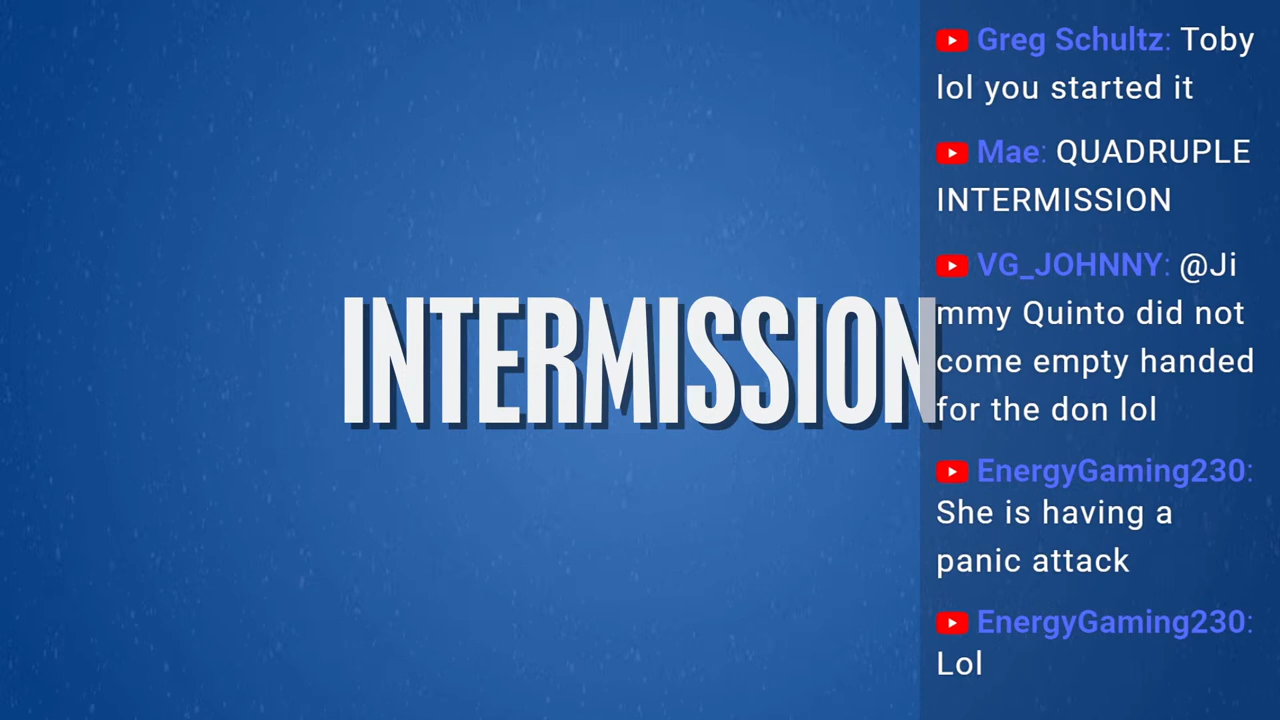 INTERMISSION
Greg Schultz: Toby
lol you started it
Mae: QUADRUPLE
INTERMISSION
VG_JOHNNY: @Ji
mmy Quinto did not
come empty handed
for the don lol
EnergyGaming230:
She is having a
panic attack
EnergyGaming230:
Lol